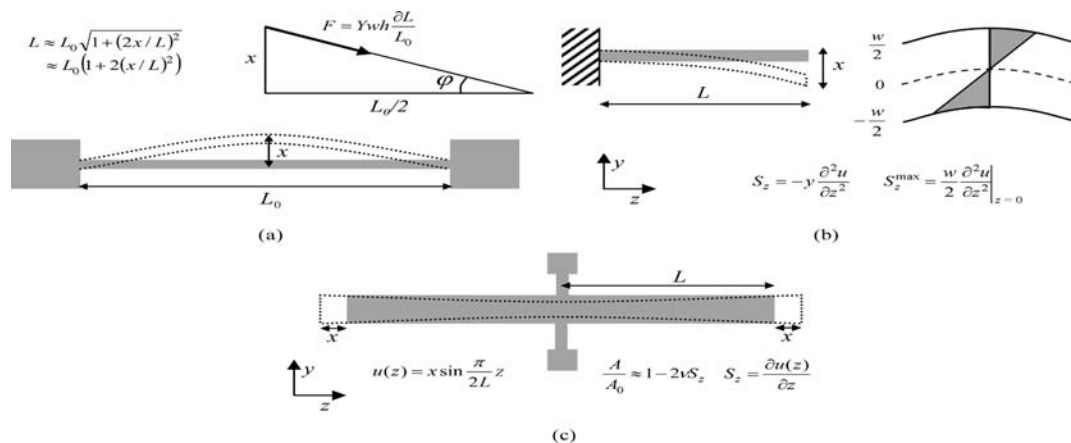 L ≈ L₀√(1+(2x/L)²)
≈ L₀(1+2(x/L)²)
F = Ywh ∂L/L₀
x
φ
L₀/2
x
L₀
(a)
L
x
w/2
0
-w/2
y
z
S_z = -y ∂²u/∂z²
S_z^max = w/2 ∂²u/∂z²|_z=0
(b)
L
x
x
y
z
u(z) = x sin π/2L z
A/A₀ ≈ 1-2νS_z
S_z = ∂u(z)/∂z
(c)